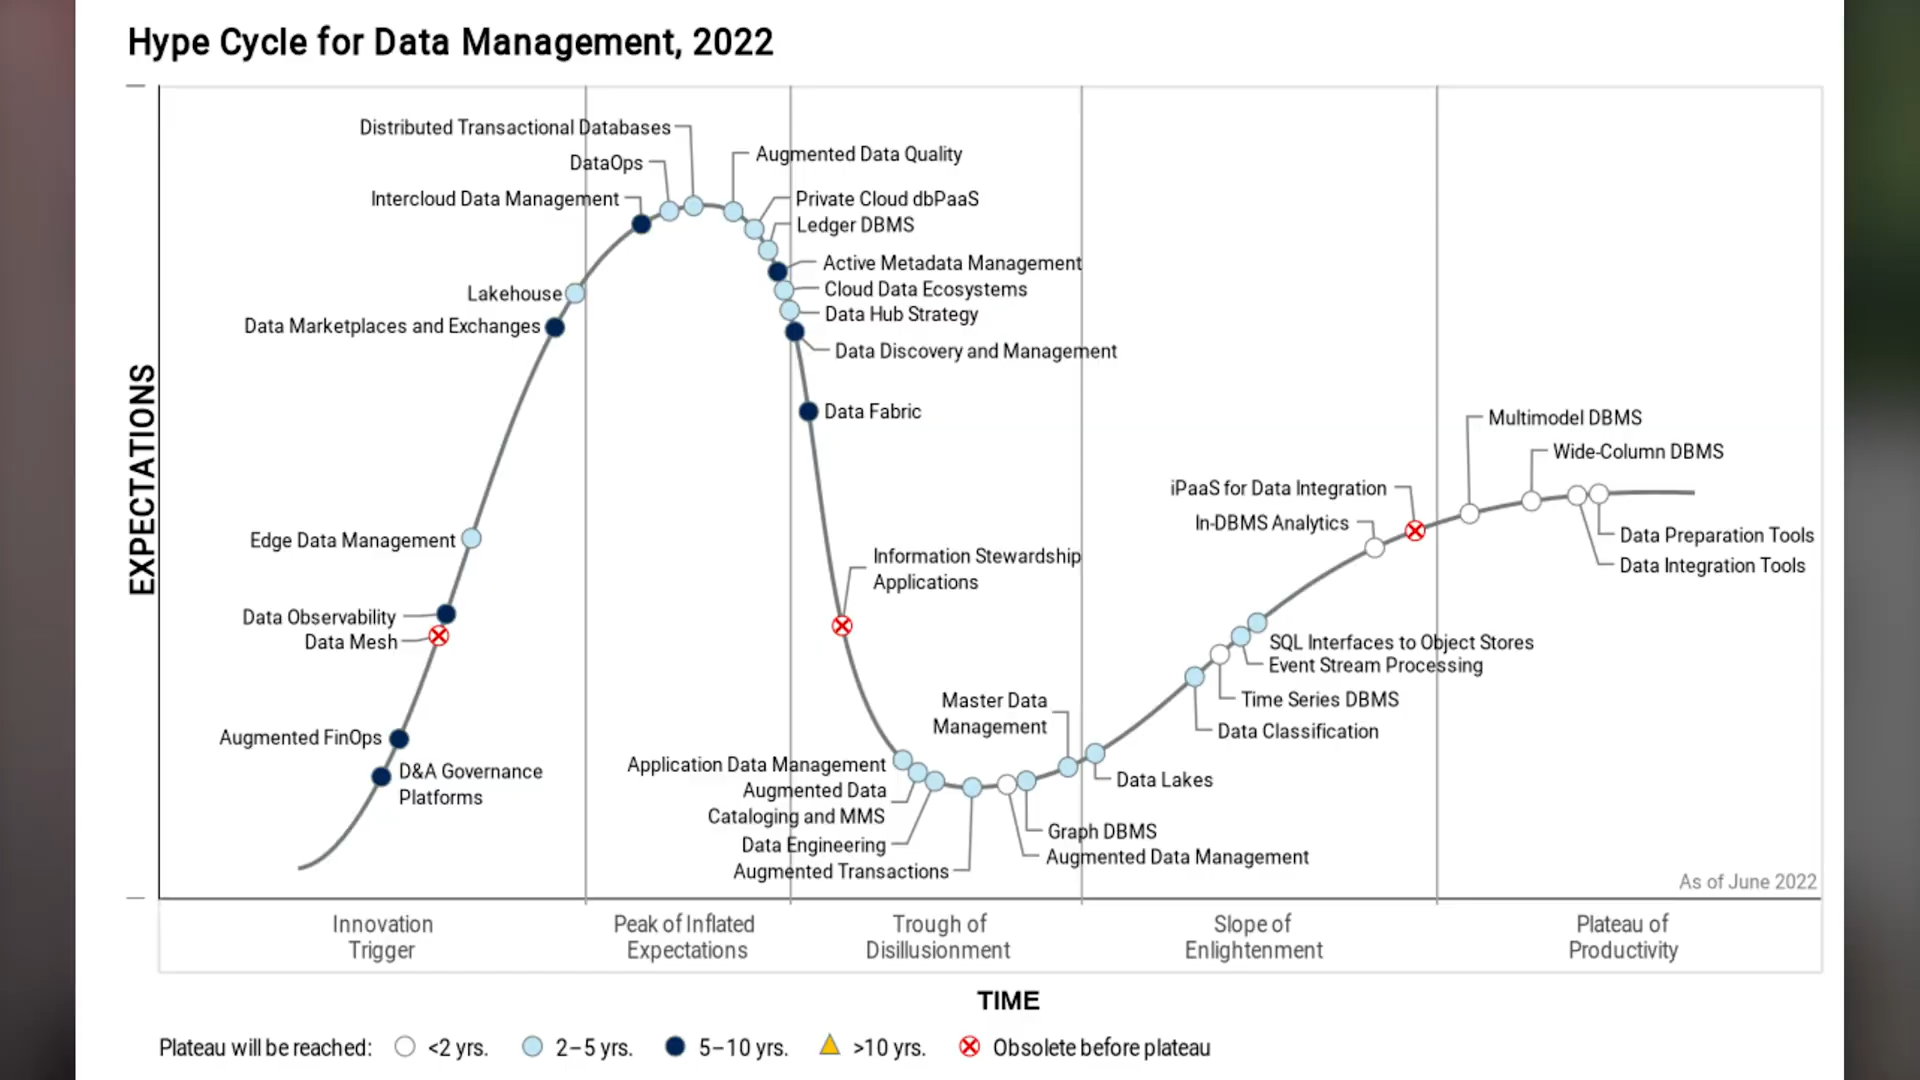 Hype Cycle for Data Management, 2022
Distributed Transactional Databases
DataOps
Augmented Data Quality
Intercloud Data Management
Private Cloud dbPaaS
Ledger DBMS
Active Metadata Management
Cloud Data Ecosystems
Lakehouse
Data Hub Strategy
Data Marketplaces and Exchanges
Data Discovery and Management
Data Fabric
EXPECTATIONS
Multimodel DBMS
Wide-Column DBMS
iPaaS for Data Integration
In-DBMS Analytics
Data Preparation Tools
Data Integration Tools
Edge Data Management
Information Stewardship
Applications
Data Observability
Data Mesh
SQL Interfaces to Object Stores
Event Stream Processing
Time Series DBMS
Data Classification
Master Data
Management
Augmented FinOps
D&A Governance
Platforms
Application Data Management
Augmented Data
Cataloging and MMS
Data Engineering
Augmented Transactions
Data Lakes
Graph DBMS
Augmented Data Management
As of June 2022
Innovation
Trigger
Peak of Inflated
Expectations
Trough of
Disillusionment
Slope of
Enlightenment
Plateau of
Productivity
TIME
Plateau will be reached: <2 yrs. 2–5 yrs. 5–10 yrs. >10 yrs. Obsolete before plateau